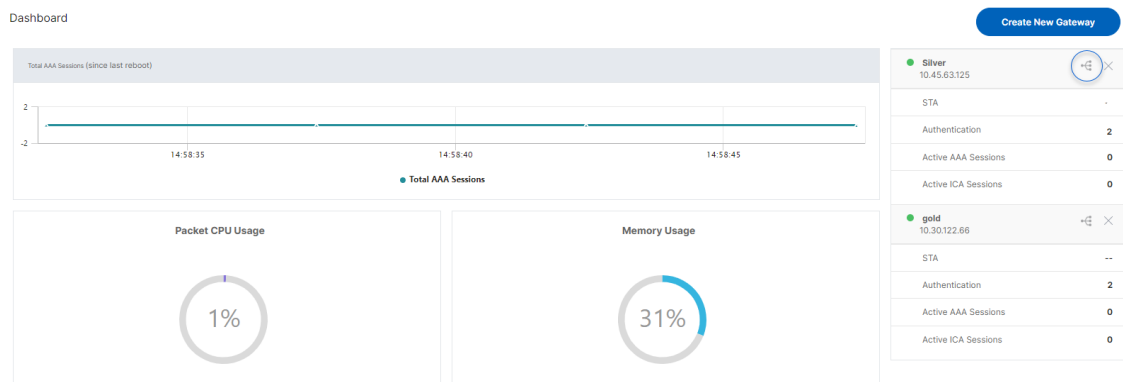 Dashboard
Create New Gateway
Total AAA Sessions (since last reboot)
2
-2
14:58:35
14:58:40
14:58:45
Total AAA Sessions
Packet CPU Usage
1%
Memory Usage
31%
Silver
10.45.63.125
STA -
Authentication 2
Active AAA Sessions 0
Active ICA Sessions 0
gold
10.30.122.66
STA --
Authentication 2
Active AAA Sessions 0
Active ICA Sessions 0